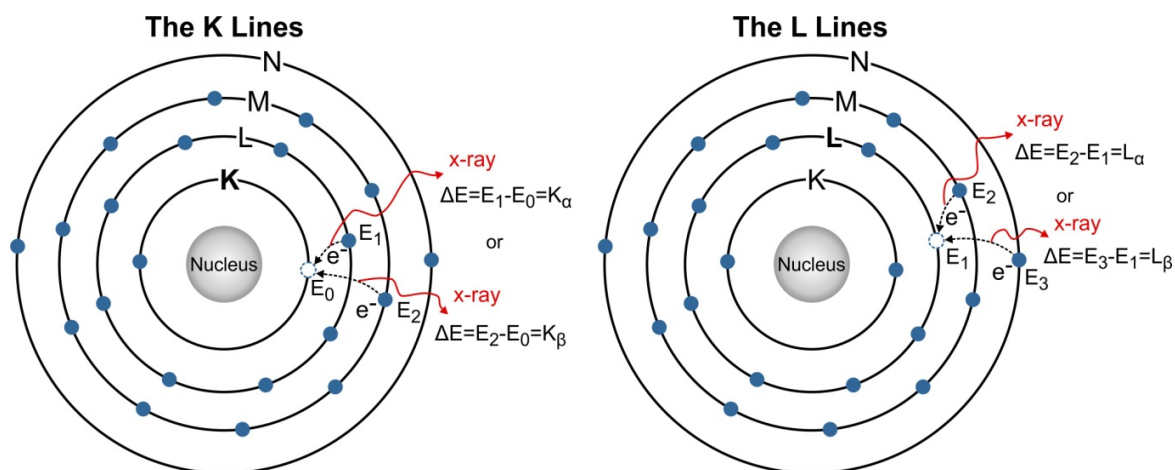 The K Lines
N
M
L
K
Nucleus
E₁
e⁻
E₀
e⁻
E₂
x-ray
ΔE=E₁-E₀=Kα
or
x-ray
ΔE=E₂-E₀=Kβ
The L Lines
N
M
L
K
Nucleus
E₂
e⁻
E₁
e⁻
E₃
x-ray
ΔE=E₂-E₁=Lα
or
x-ray
ΔE=E₃-E₁=Lβ